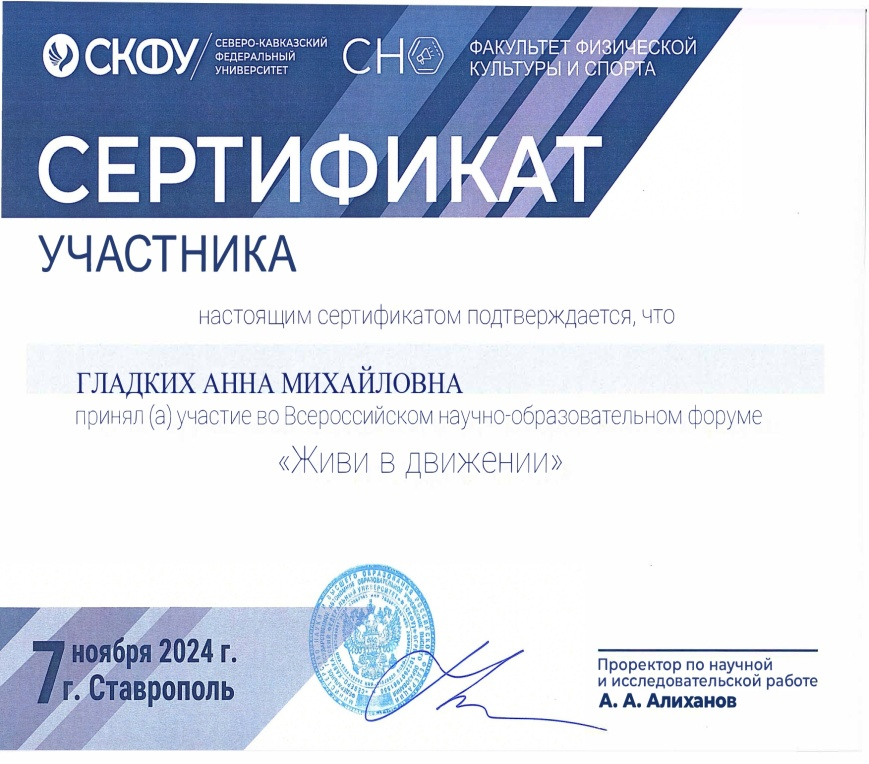 СКФУ
СЕВЕРО-КАВКАЗСКИЙ
ФЕДЕРАЛЬНЫЙ
УНИВЕРСИТЕТ
СНО
ФАКУЛЬТЕТ ФИЗИЧЕСКОЙ
КУЛЬТУРЫ И СПОРТА
СЕРТИФИКАТ
УЧАСТНИКА
настоящим сертификатом подтверждается, что
ГЛАДКИХ АННА МИХАЙЛОВНА
принял (а) участие во Всероссийском научно-образовательном форуме
«Живи в движении»
7 ноября 2024 г.
г. Ставрополь
Проректор по научной
и исследовательской работе
А. А. Алиханов